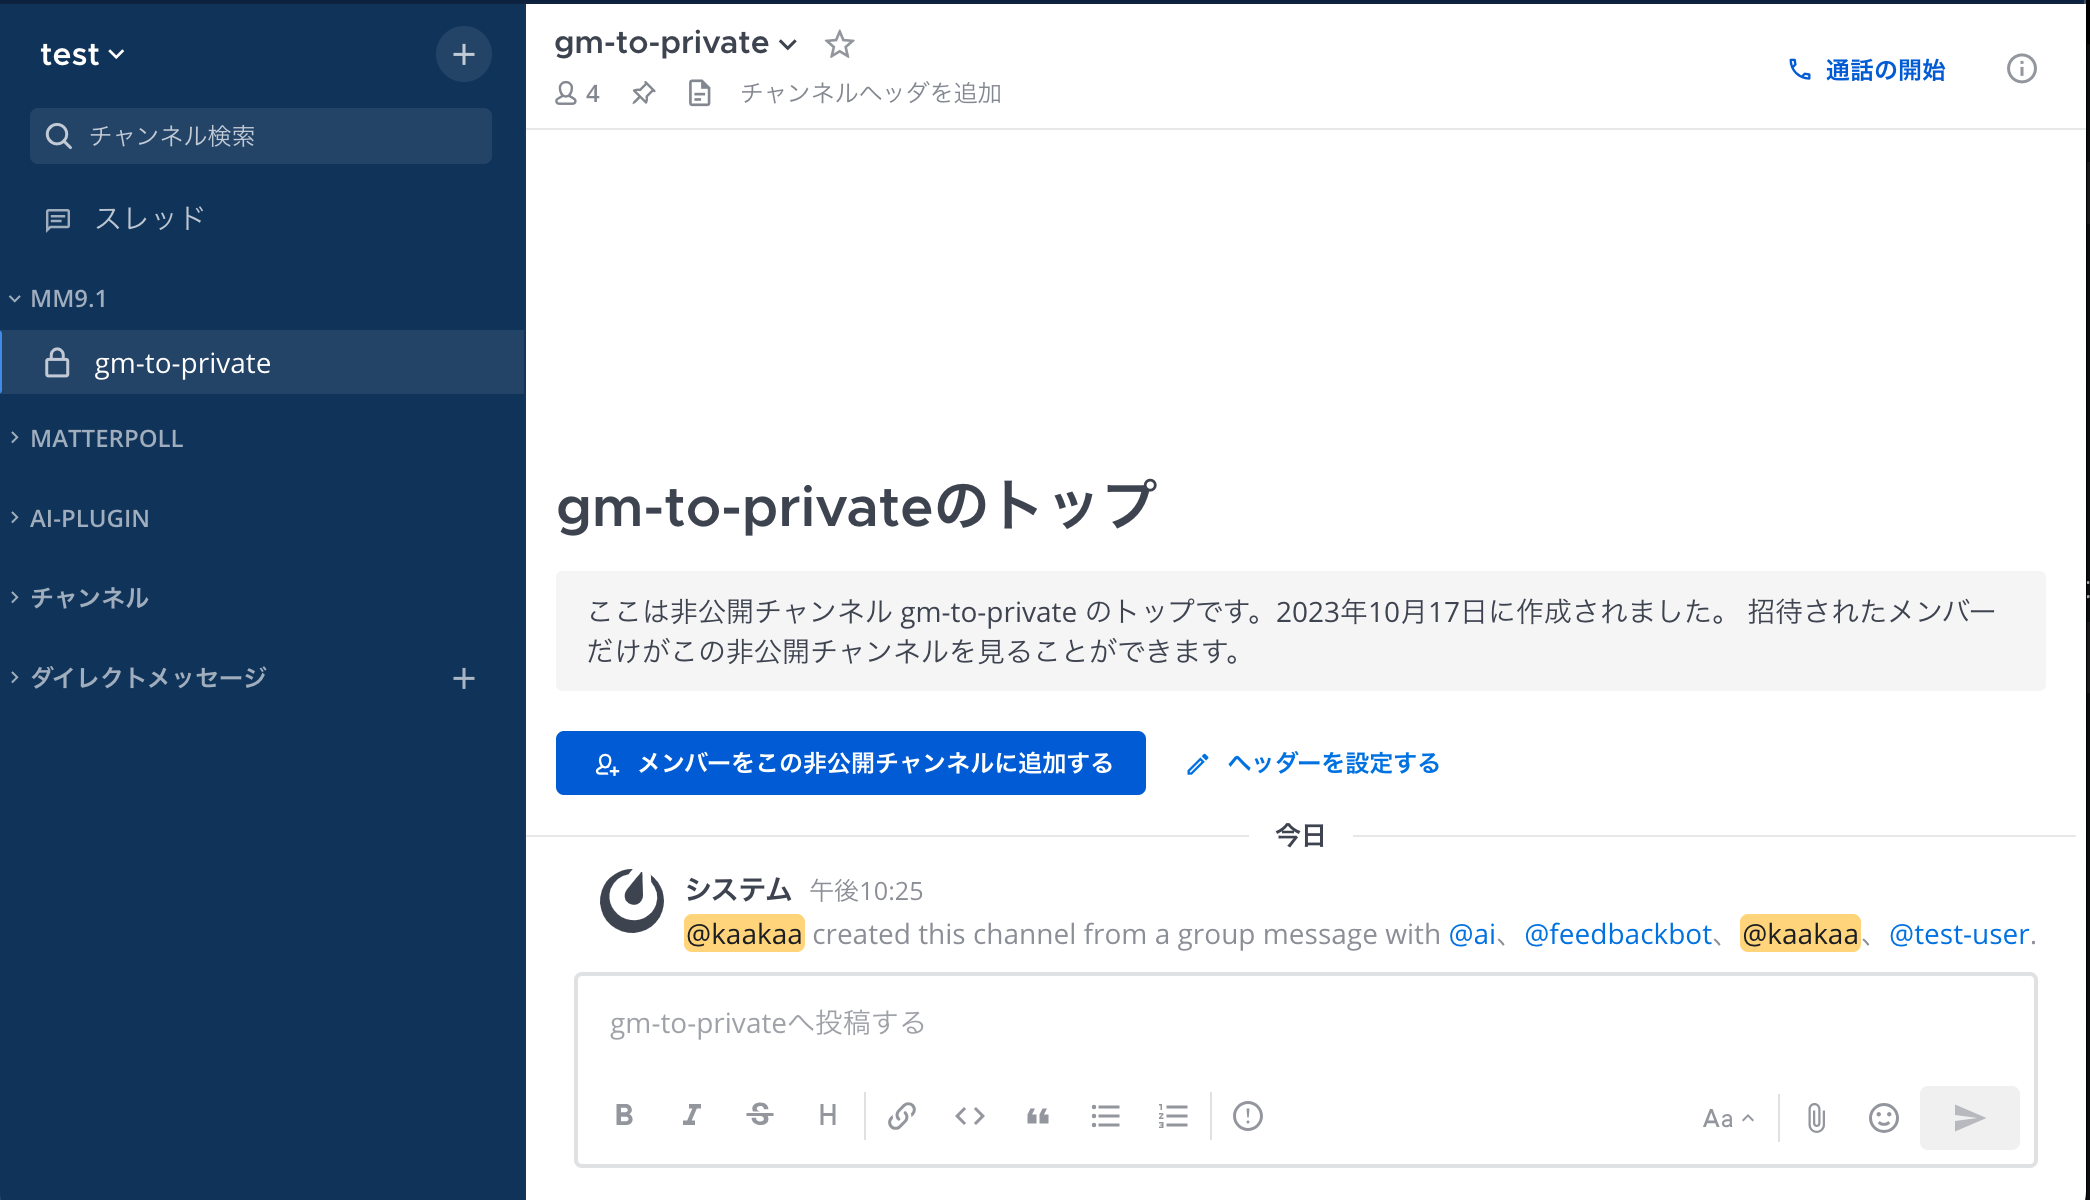 test
チャンネル検索
スレッド
MM9.1
gm-to-private
MATTERPOLL
AI-PLUGIN
チャンネル
ダイレクトメッセージ
gm-to-private
4
チャンネルヘッダを追加
通話の開始
gm-to-privateのトップ
ここは非公開チャンネル gm-to-private のトップです。2023年10月17日に作成されました。 招待されたメンバー
だけがこの非公開チャンネルを見ることができます。
メンバーをこの非公開チャンネルに追加する
ヘッダーを設定する
今日
システム 午後10:25
@kaakaa created this channel from a group message with @ai、@feedbackbot、@kaakaa、@test-user.
gm-to-privateへ投稿する
B I S H
Aa